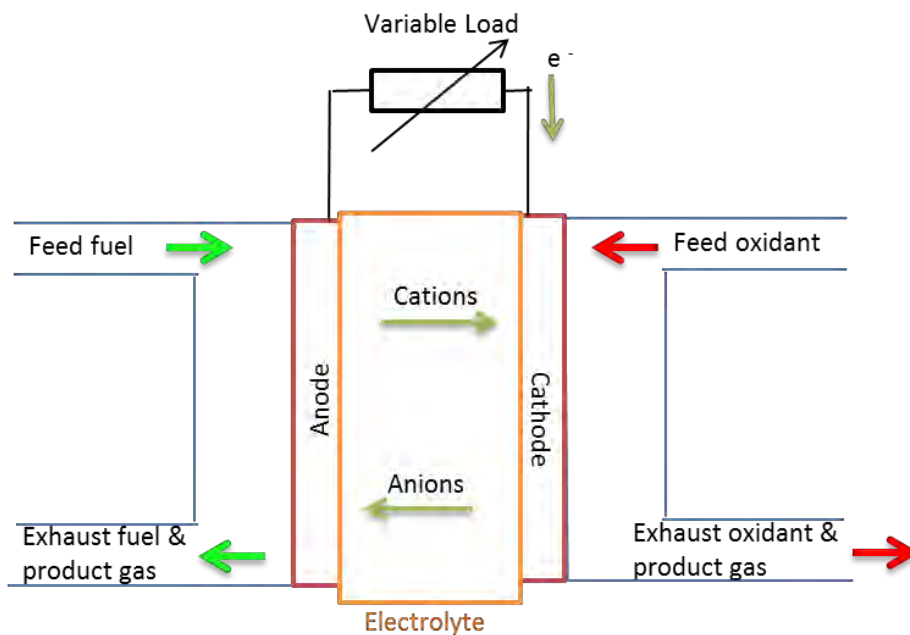 Variable Load
e -
Feed fuel
Feed oxidant
Cations
Anode
Cathode
Anions
Exhaust fuel &
product gas
Exhaust oxidant &
product gas
Electrolyte